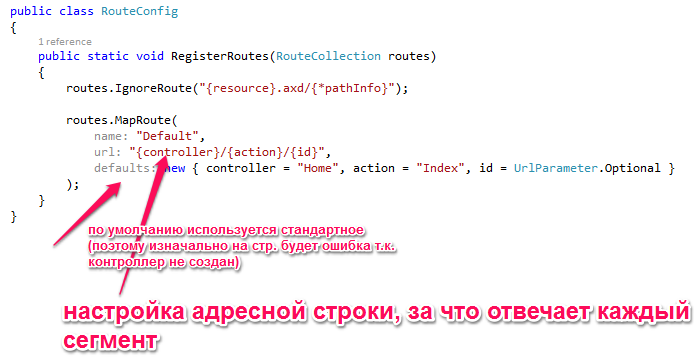 public class RouteConfig
{
1 reference
public static void RegisterRoutes(RouteCollection routes)
{
routes.IgnoreRoute("{resource}.axd/{*pathInfo}");
routes.MapRoute(
name: "Default",
url: "{controller}/{action}/{id}",
defaults: new { controller = "Home", action = "Index", id = UrlParameter.Optional }
);
}
}
по умолчанию используется стандартное
(поэтому изначально на стр. будет ошибка т.к.
контроллер не создан)
настройка адресной строки, за что отвечает каждый
сегмент